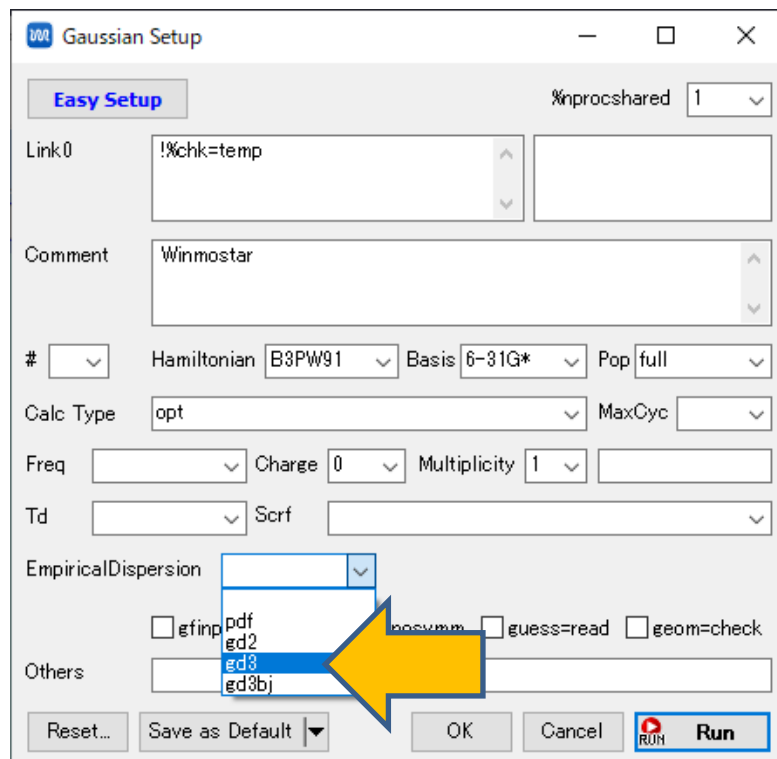 Gaussian Setup
Easy Setup
%nprocshared 1
Link0 !%chk=temp
Comment Winmostar
# Hamiltonian B3PW91 Basis 6-31G* Pop full
Calc Type opt MaxCyc
Freq Charge 0 Multiplicity 1
Td Scrf
EmpiricalDispersion
pdf
gd2
gd3
gd3bj
guess=read geom=check
Others
Reset... Save as Default OK Cancel RUN Run